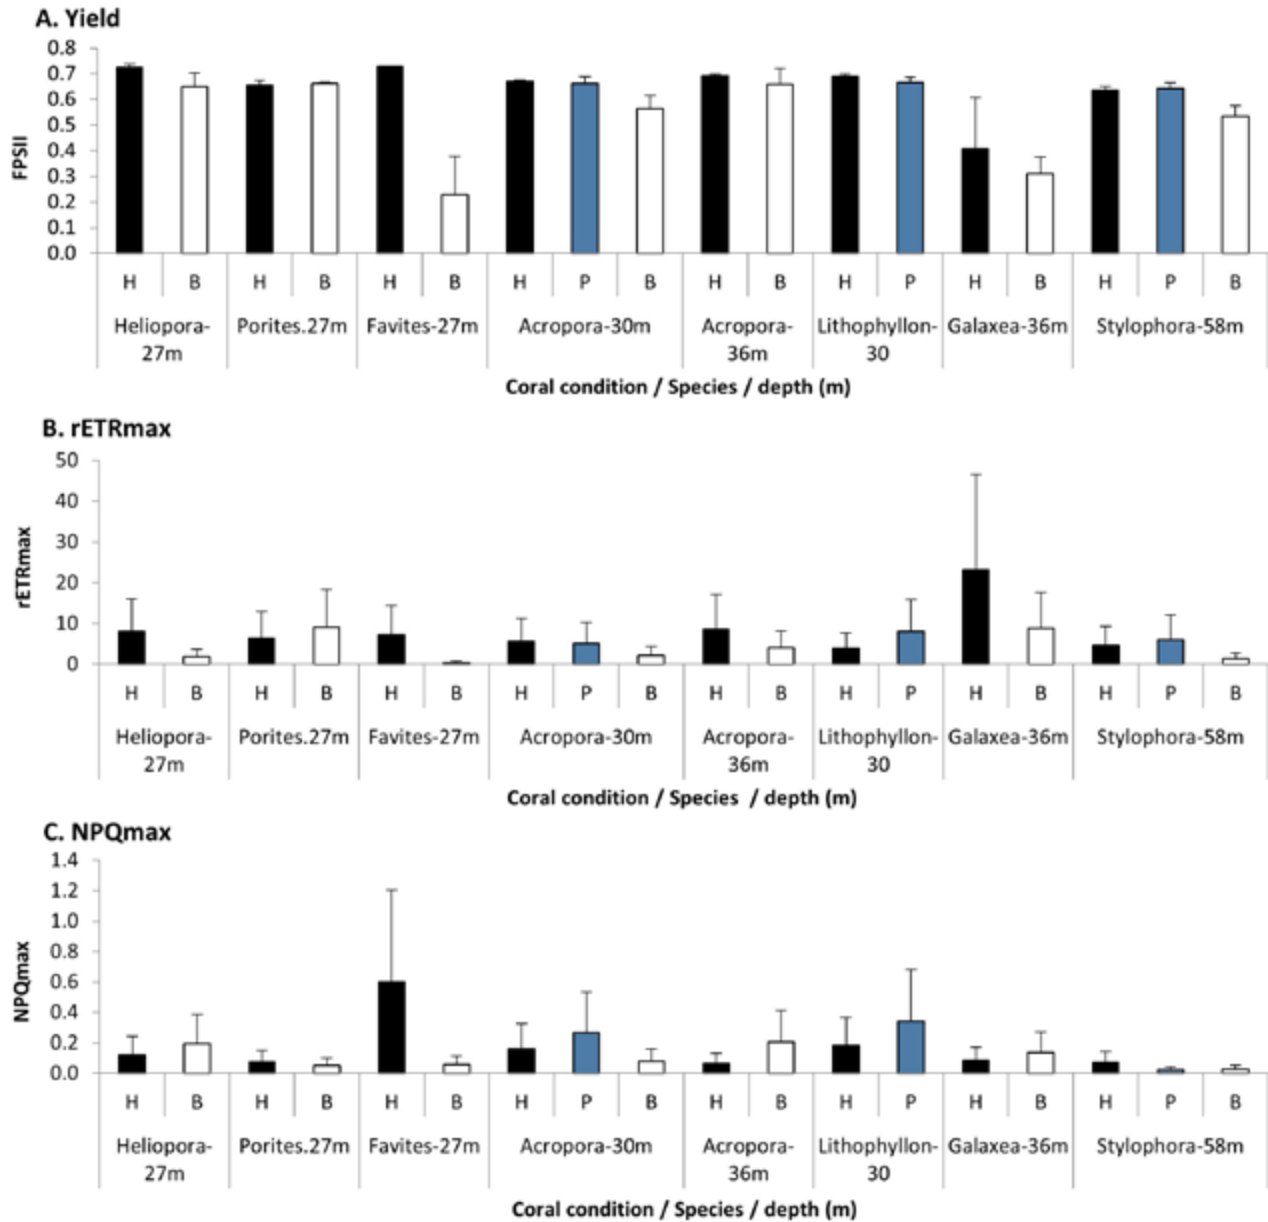 A. Yield
0.8
0.7
0.6
0.5
0.4
0.3
0.2
0.1
0.0
FPSII
H B H B H B H P B H B H P H B H P B
Heliopora- Porites.27m Favites-27m Acropora-30m Acropora- Lithophyllon- Galaxea-36m Stylophora-58m
27m 36m 30
Coral condition / Species / depth (m)
B. rETRmax
50
40
30
20
10
0
rETRmax
H B H B H B H P B H B H P H B H P B
Heliopora- Porites.27m Favites-27m Acropora-30m Acropora- Lithophyllon- Galaxea-36m Stylophora-58m
27m 36m 30
Coral condition / Species / depth (m)
C. NPQmax
1.4
1.2
1.0
0.8
0.6
0.4
0.2
0.0
NPQmax
H B H B H B H P B H B H P H B H P B
Heliopora- Porites.27m Favites-27m Acropora-30m Acropora- Lithophyllon- Galaxea-36m Stylophora-58m
27m 36m 30
Coral condition / Species / depth (m)